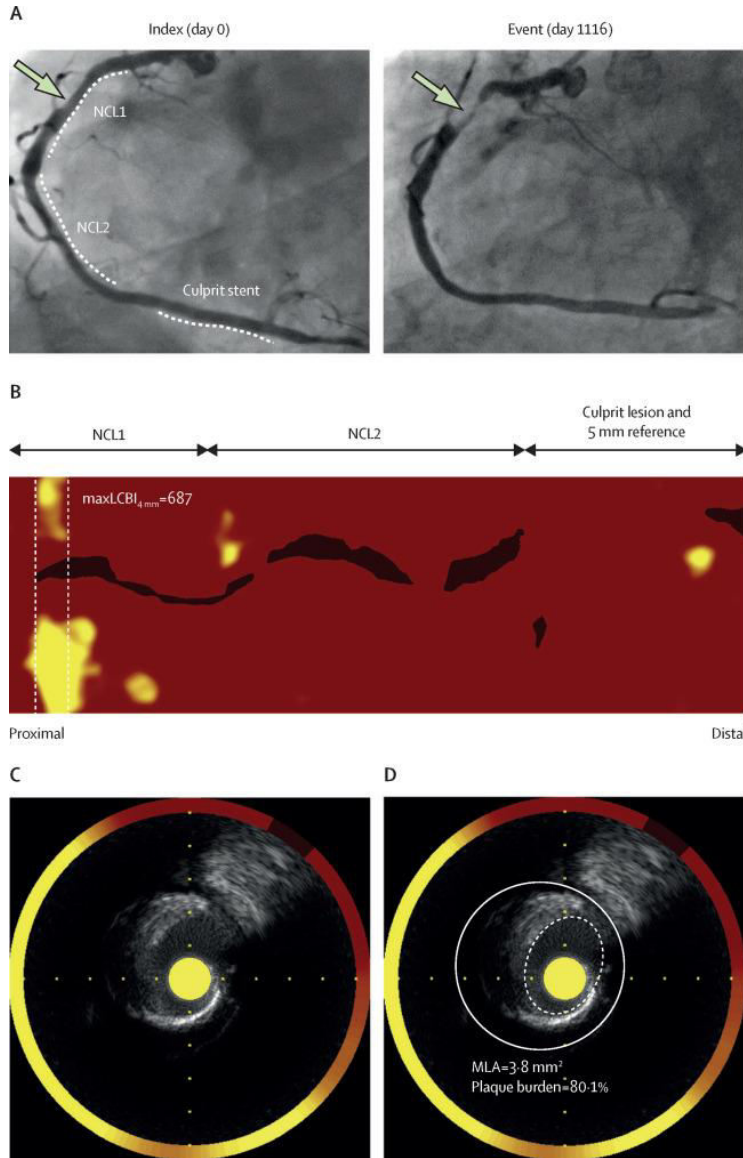 A
Index (day 0)
Event (day 1116)
NCL1
NCL2
Culprit stent
B
NCL1
NCL2
Culprit lesion and
5 mm reference
maxLCBI4 mm=687
Proximal
Dista
C
D
MLA=3·8 mm²
Plaque burden=80·1%